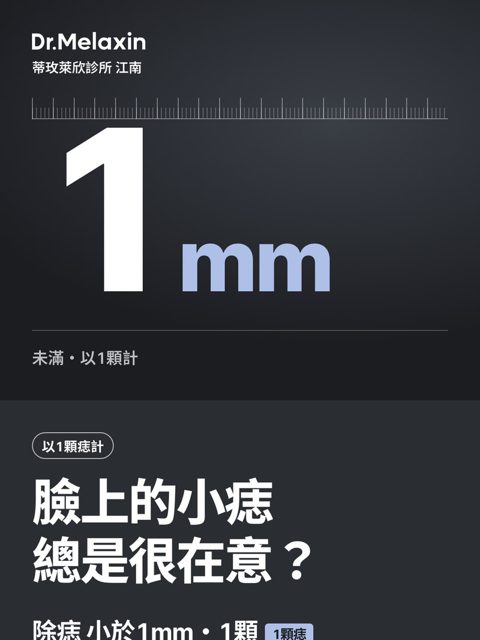 Dr.Melaxin
蒂玫萊欣診所 江南
1 mm
未滿・以1顆計
以1顆痣計
臉上的小痣
總是很在意？
除痣 小於1mm・1顆 1顆痣